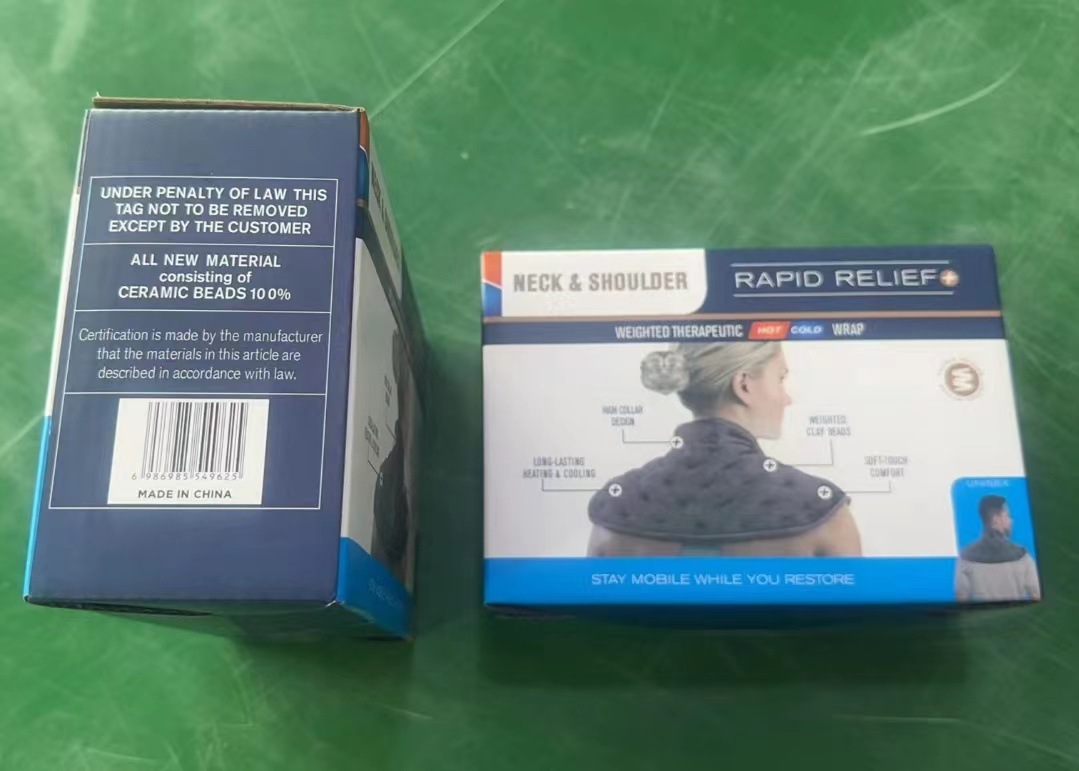 UNDER PENALTY OF LAW THIS
TAG NOT TO BE REMOVED
EXCEPT BY THE CUSTOMER
ALL NEW MATERIAL
consisting of
CERAMIC BEADS 100%
Certification is made by the manufacturer
that the materials in this article are
described in accordance with law.
6 986985 549625
MADE IN CHINA
NECK & SHOULDER
RAPID RELIEF
WEIGHTED THERAPEUTIC HOT COLD WRAP
HIGH COLLAR
DESIGN
WEIGHTED
CLAY BEADS
LONG-LASTING
HEATING & COOLING
SOFT-TOUCH
COMFORT
UNISEX
STAY MOBILE WHILE YOU RESTORE